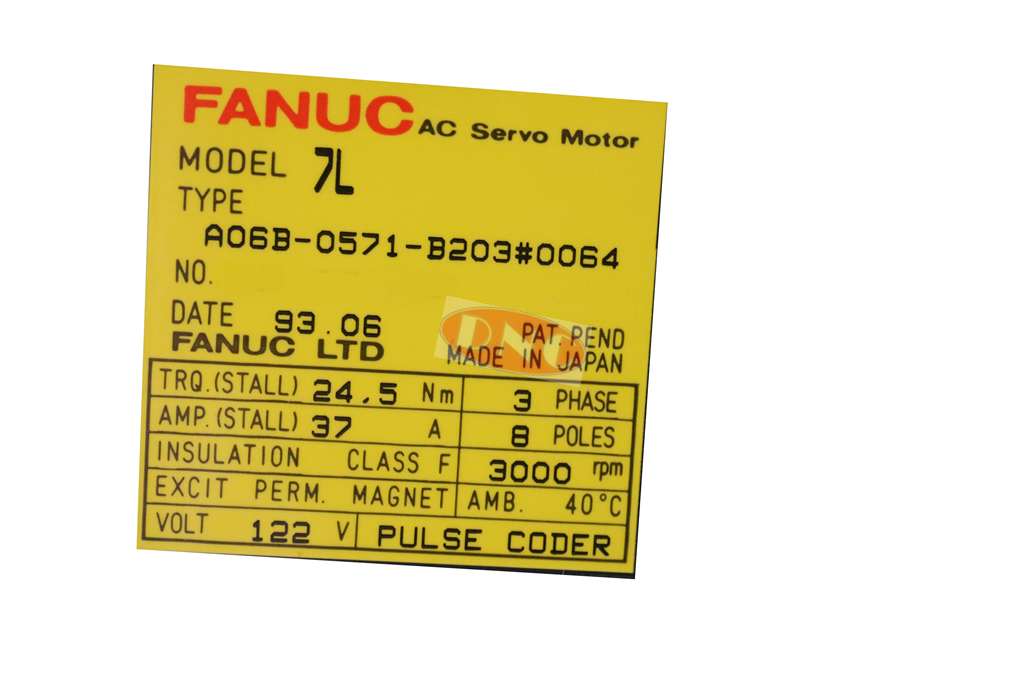 FANUC AC Servo Motor
MODEL 7L
TYPE
A06B-0571-B203#0064
NO.
DATE 93.06 PAT. PEND
FANUC LTD MADE IN JAPAN
TRQ.(STALL) 24.5 Nm 3 PHASE
AMP.(STALL) 37 A 8 POLES
INSULATION CLASS F 3000 rpm
EXCIT PERM. MAGNET AMB. 40°C
VOLT 122 V PULSE CODER